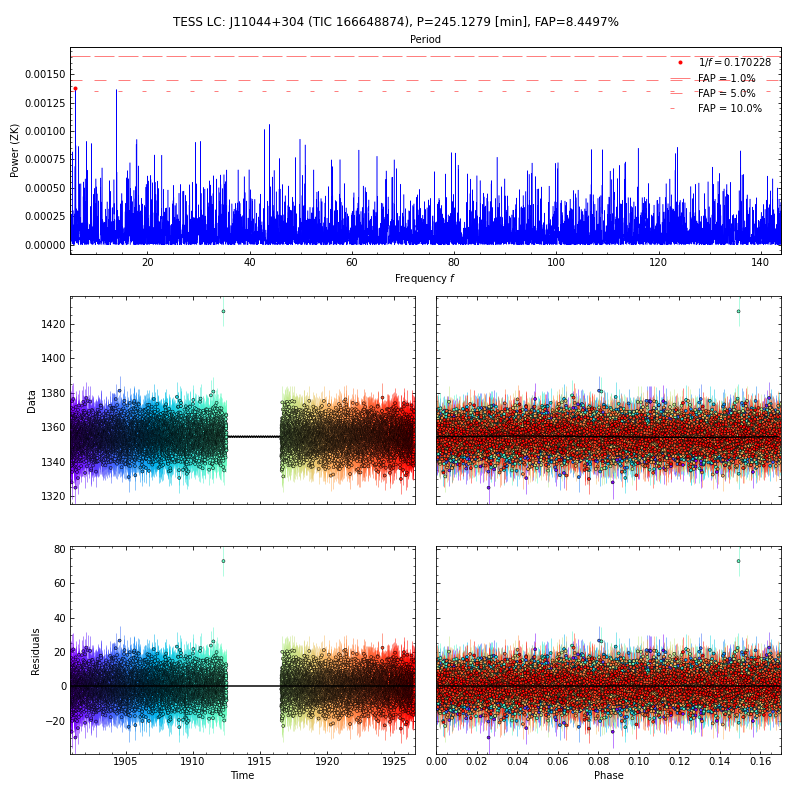 TESS LC: J11044+304 (TIC 166648874), P=245.1279 [min], FAP=8.4497%
Period
Power (ZK)
0.00150
0.00125
0.00100
0.00075
0.00050
0.00025
0.00000
1/f = 0.170228
FAP = 1.0%
FAP = 5.0%
FAP = 10.0%
20 40 60 80 100 120 140
Frequency f
Data
1420
1400
1380
1360
1340
1320
Residuals
80
60
40
20
0
−20
1905 1910 1915 1920 1925
Time
0.00 0.02 0.04 0.06 0.08 0.10 0.12 0.14 0.16
Phase